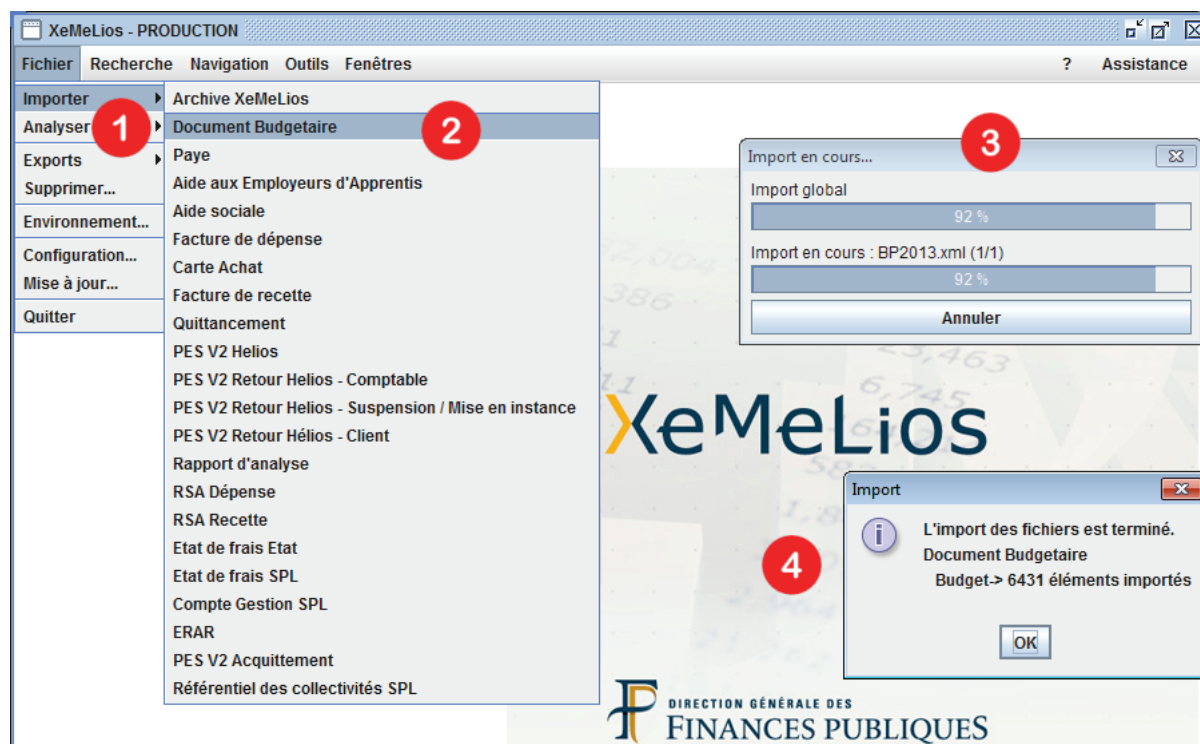 XeMeLios - PRODUCTION
Fichier Recherche Navigation Outils Fenêtres ? Assistance
Importer
Analyser
Exports
Supprimer...
Environnement...
Configuration...
Mise à jour...
Quitter
1
Archive XeMeLios
Document Budgetaire
Paye
Aide aux Employeurs d'Apprentis
Aide sociale
Facture de dépense
Carte Achat
Facture de recette
Quittancement
PES V2 Helios
PES V2 Retour Helios - Comptable
PES V2 Retour Helios - Suspension / Mise en instance
PES V2 Retour Hélios - Client
Rapport d'analyse
RSA Dépense
RSA Recette
Etat de frais Etat
Etat de frais SPL
Compte Gestion SPL
ERAR
PES V2 Acquittement
Référentiel des collectivités SPL
2
3
Import en cours...
Import global
92 %
Import en cours : BP2013.xml (1/1)
92 %
Annuler
23,463
6,745
XeMeLios
4
Import
L'import des fichiers est terminé.
Document Budgetaire
Budget-> 6431 éléments importés
OK
DIRECTION GÉNÉRALE DES
FINANCES PUBLIQUES